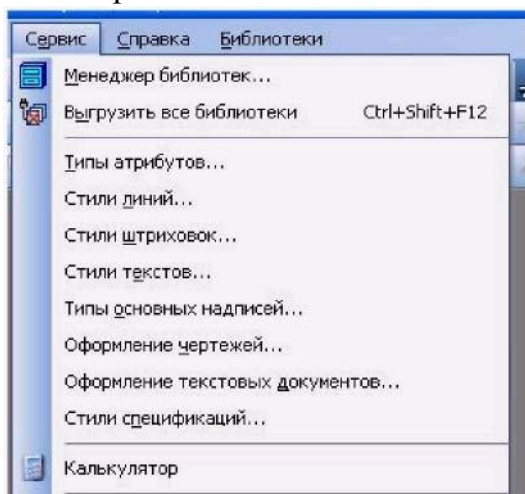 Сервис Справка Библиотеки
Менеджер библиотек...
Выгрузить все библиотеки Ctrl+Shift+F12
Типы атрибутов...
Стили линий...
Стили штриховок...
Стили текстов...
Типы основных надписей...
Оформление чертежей...
Оформление текстовых документов...
Стили спецификаций...
Калькулятор